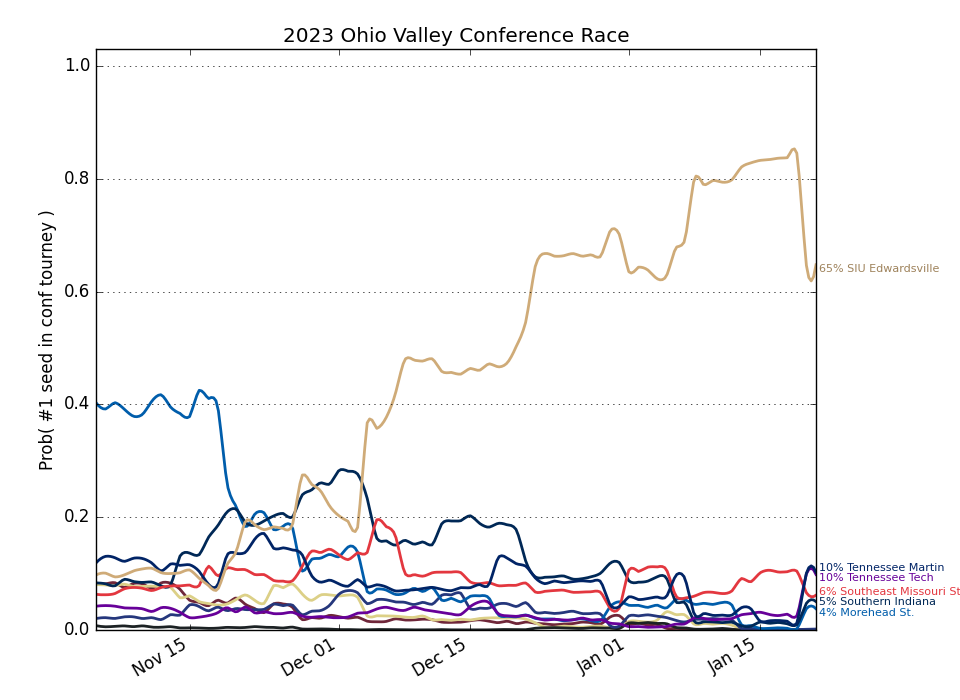 2023 Ohio Valley Conference Race
Prob( #1 seed in conf tourney )
1.0
0.8
0.6
0.4
0.2
0.0
Nov 15
Dec 01
Dec 15
Jan 01
Jan 15
65% SIU Edwardsville
10% Tennessee Martin
10% Tennessee Tech
6% Southeast Missouri St
5% Southern Indiana
4% Morehead St.